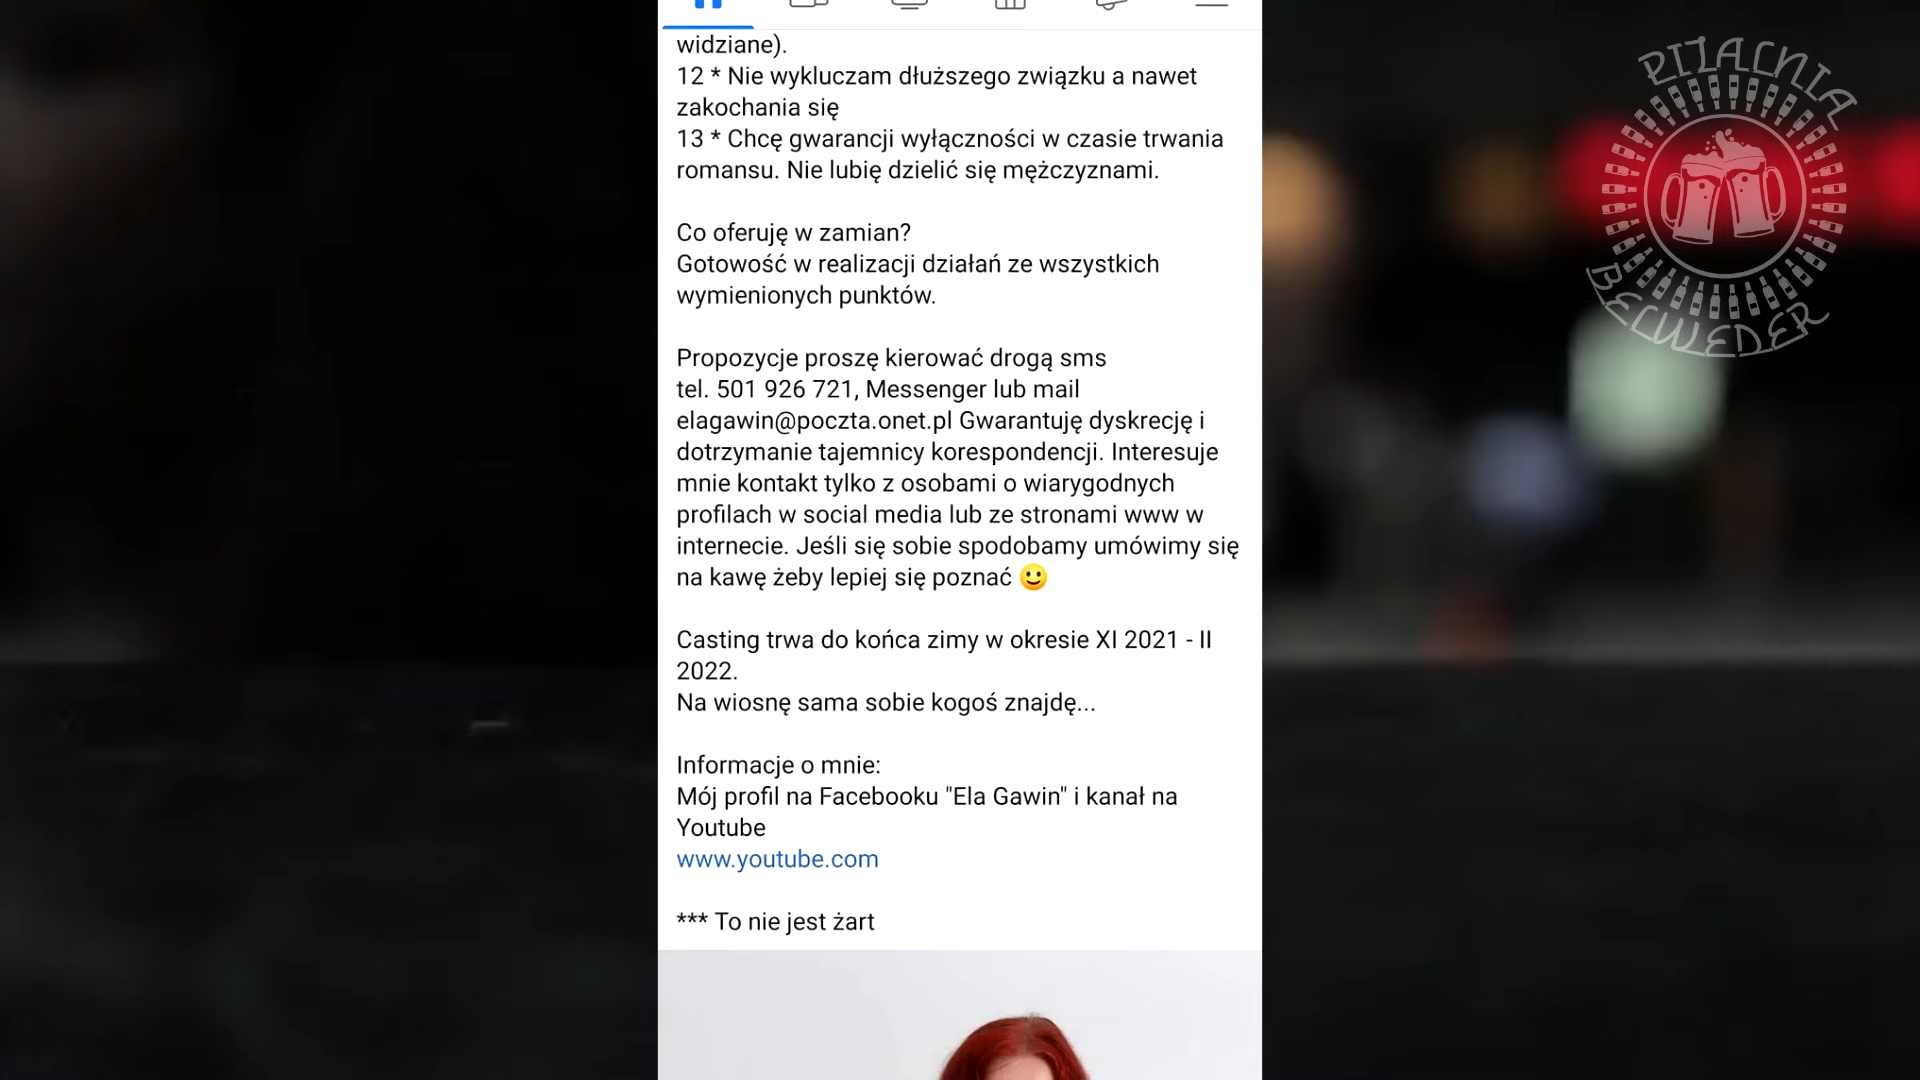 widziane).
12 * Nie wykluczam dłuższego związku a nawet
zakochania się
13 * Chcę gwarancji wyłączności w czasie trwania
romansu. Nie lubię dzielić się mężczyznami.
Co oferuję w zamian?
Gotowość w realizacji działań ze wszystkich
wymienionych punktów.
Propozycje proszę kierować drogą sms
tel. 501 926 721, Messenger lub mail
elagawin@poczta.onet.pl Gwarantuję dyskrecję i
dotrzymanie tajemnicy korespondencji. Interesuje
mnie kontakt tylko z osobami o wiarygodnych
profilach w social media lub ze stronami www w
internecie. Jeśli się sobie spodobamy umówimy się
na kawę żeby lepiej się poznać 🙂
Casting trwa do końca zimy w okresie XI 2021 - II
2022.
Na wiosnę sama sobie kogoś znajdę...
Informacje o mnie:
Mój profil na Facebooku "Ela Gawin" i kanał na
Youtube
www.youtube.com
*** To nie jest żart
PIJALNIA
BELWEDER